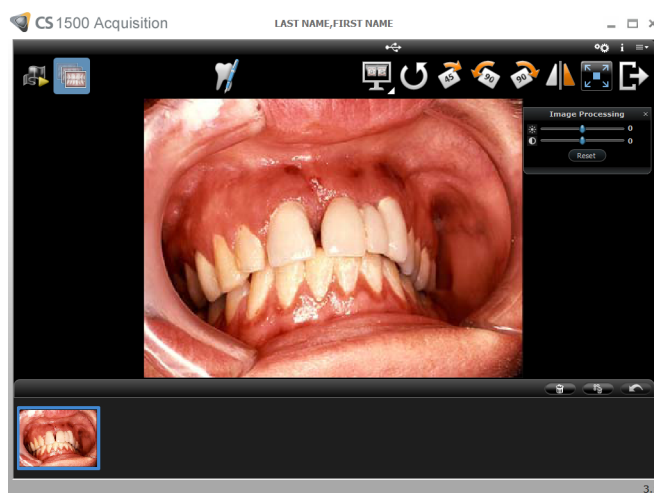 CS 1500 Acquisition
LAST NAME,FIRST NAME
45
90
90
Image Processing
0
0
Reset
3.